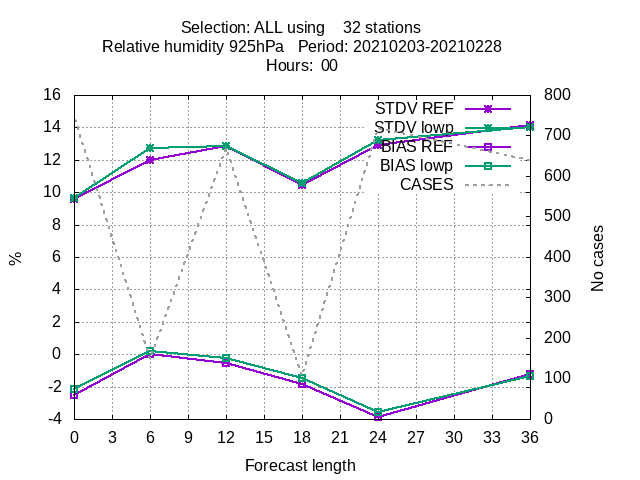 Selection: ALL using    32 stations
Relative humidity 925hPa   Period: 20210203-20210228
Hours:  00
STDV REF
STDV lowp
BIAS REF
BIAS lowp
CASES
16
14
12
10
8
6
4
2
0
-2
-4
%
800
700
600
500
400
300
200
100
0
No cases
0 3 6 9 12 15 18 21 24 27 30 33 36
Forecast length